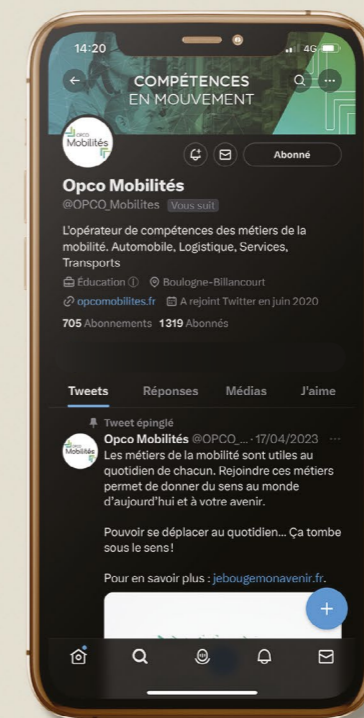 14:20
4G
COMPÉTENCES
EN MOUVEMENT
OPCO
Mobilités
Abonné
Opco Mobilités
@OPCO_Mobilites Vous suit
L'opérateur de compétences des métiers de la
mobilité. Automobile, Logistique, Services,
Transports
Éducation Boulogne-Billancourt
opcomobilites.fr A rejoint Twitter en juin 2020
705 Abonnements 1319 Abonnés
Tweets Réponses Médias J'aime
Tweet épinglé
Opco Mobilités @OPCO_... · 17/04/2023 ···
Mobilités
Les métiers de la mobilité sont utiles au
quotidien de chacun. Rejoindre ces métiers
permet de donner du sens au monde
d'aujourd'hui et à votre avenir.
Pouvoir se déplacer au quotidien... Ça tombe
sous le sens !
Pour en savoir plus : jebougemonavenir.fr.